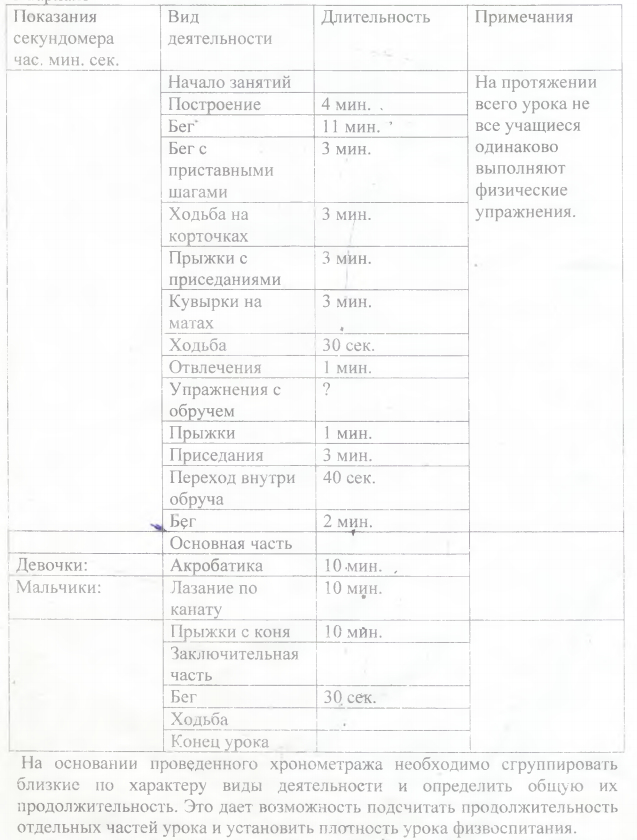 Показания Вид Длительность Примечания
секундомера деятельности
час. мин. сек.
Начало занятий На протяжении
Построение 4 мин. всего урока не
Бег 11 мин. все учащиеся
Бег с 3 мин. одинаково
приставными выполняют
шагами физические
Ходьба на 3 мин. упражнения.
корточках
Прыжки с 3 мин.
приседаниями
Кувырки на 3 мин.
матах
Ходьба 30 сек.
Отвлечения 1 мин.
Упражнения с ?
обручем
Прыжки 1 мин.
Приседания 3 мин.
Переход внутри 40 сек.
обруча
Бег 2 мин.
Основная часть
Девочки: Акробатика 10 мин.
Мальчики: Лазание по 10 мин.
канату
Прыжки с коня 10 мин.
Заключительная
часть
Бег 30 сек.
Ходьба
Конец урока
На основании проведенного хронометража необходимо сгруппировать
близкие по характеру виды деятельности и определить общую их
продолжительность. Это дает возможность подсчитать продолжительность
отдельных частей урока и установить плотность урока физвоспитания.